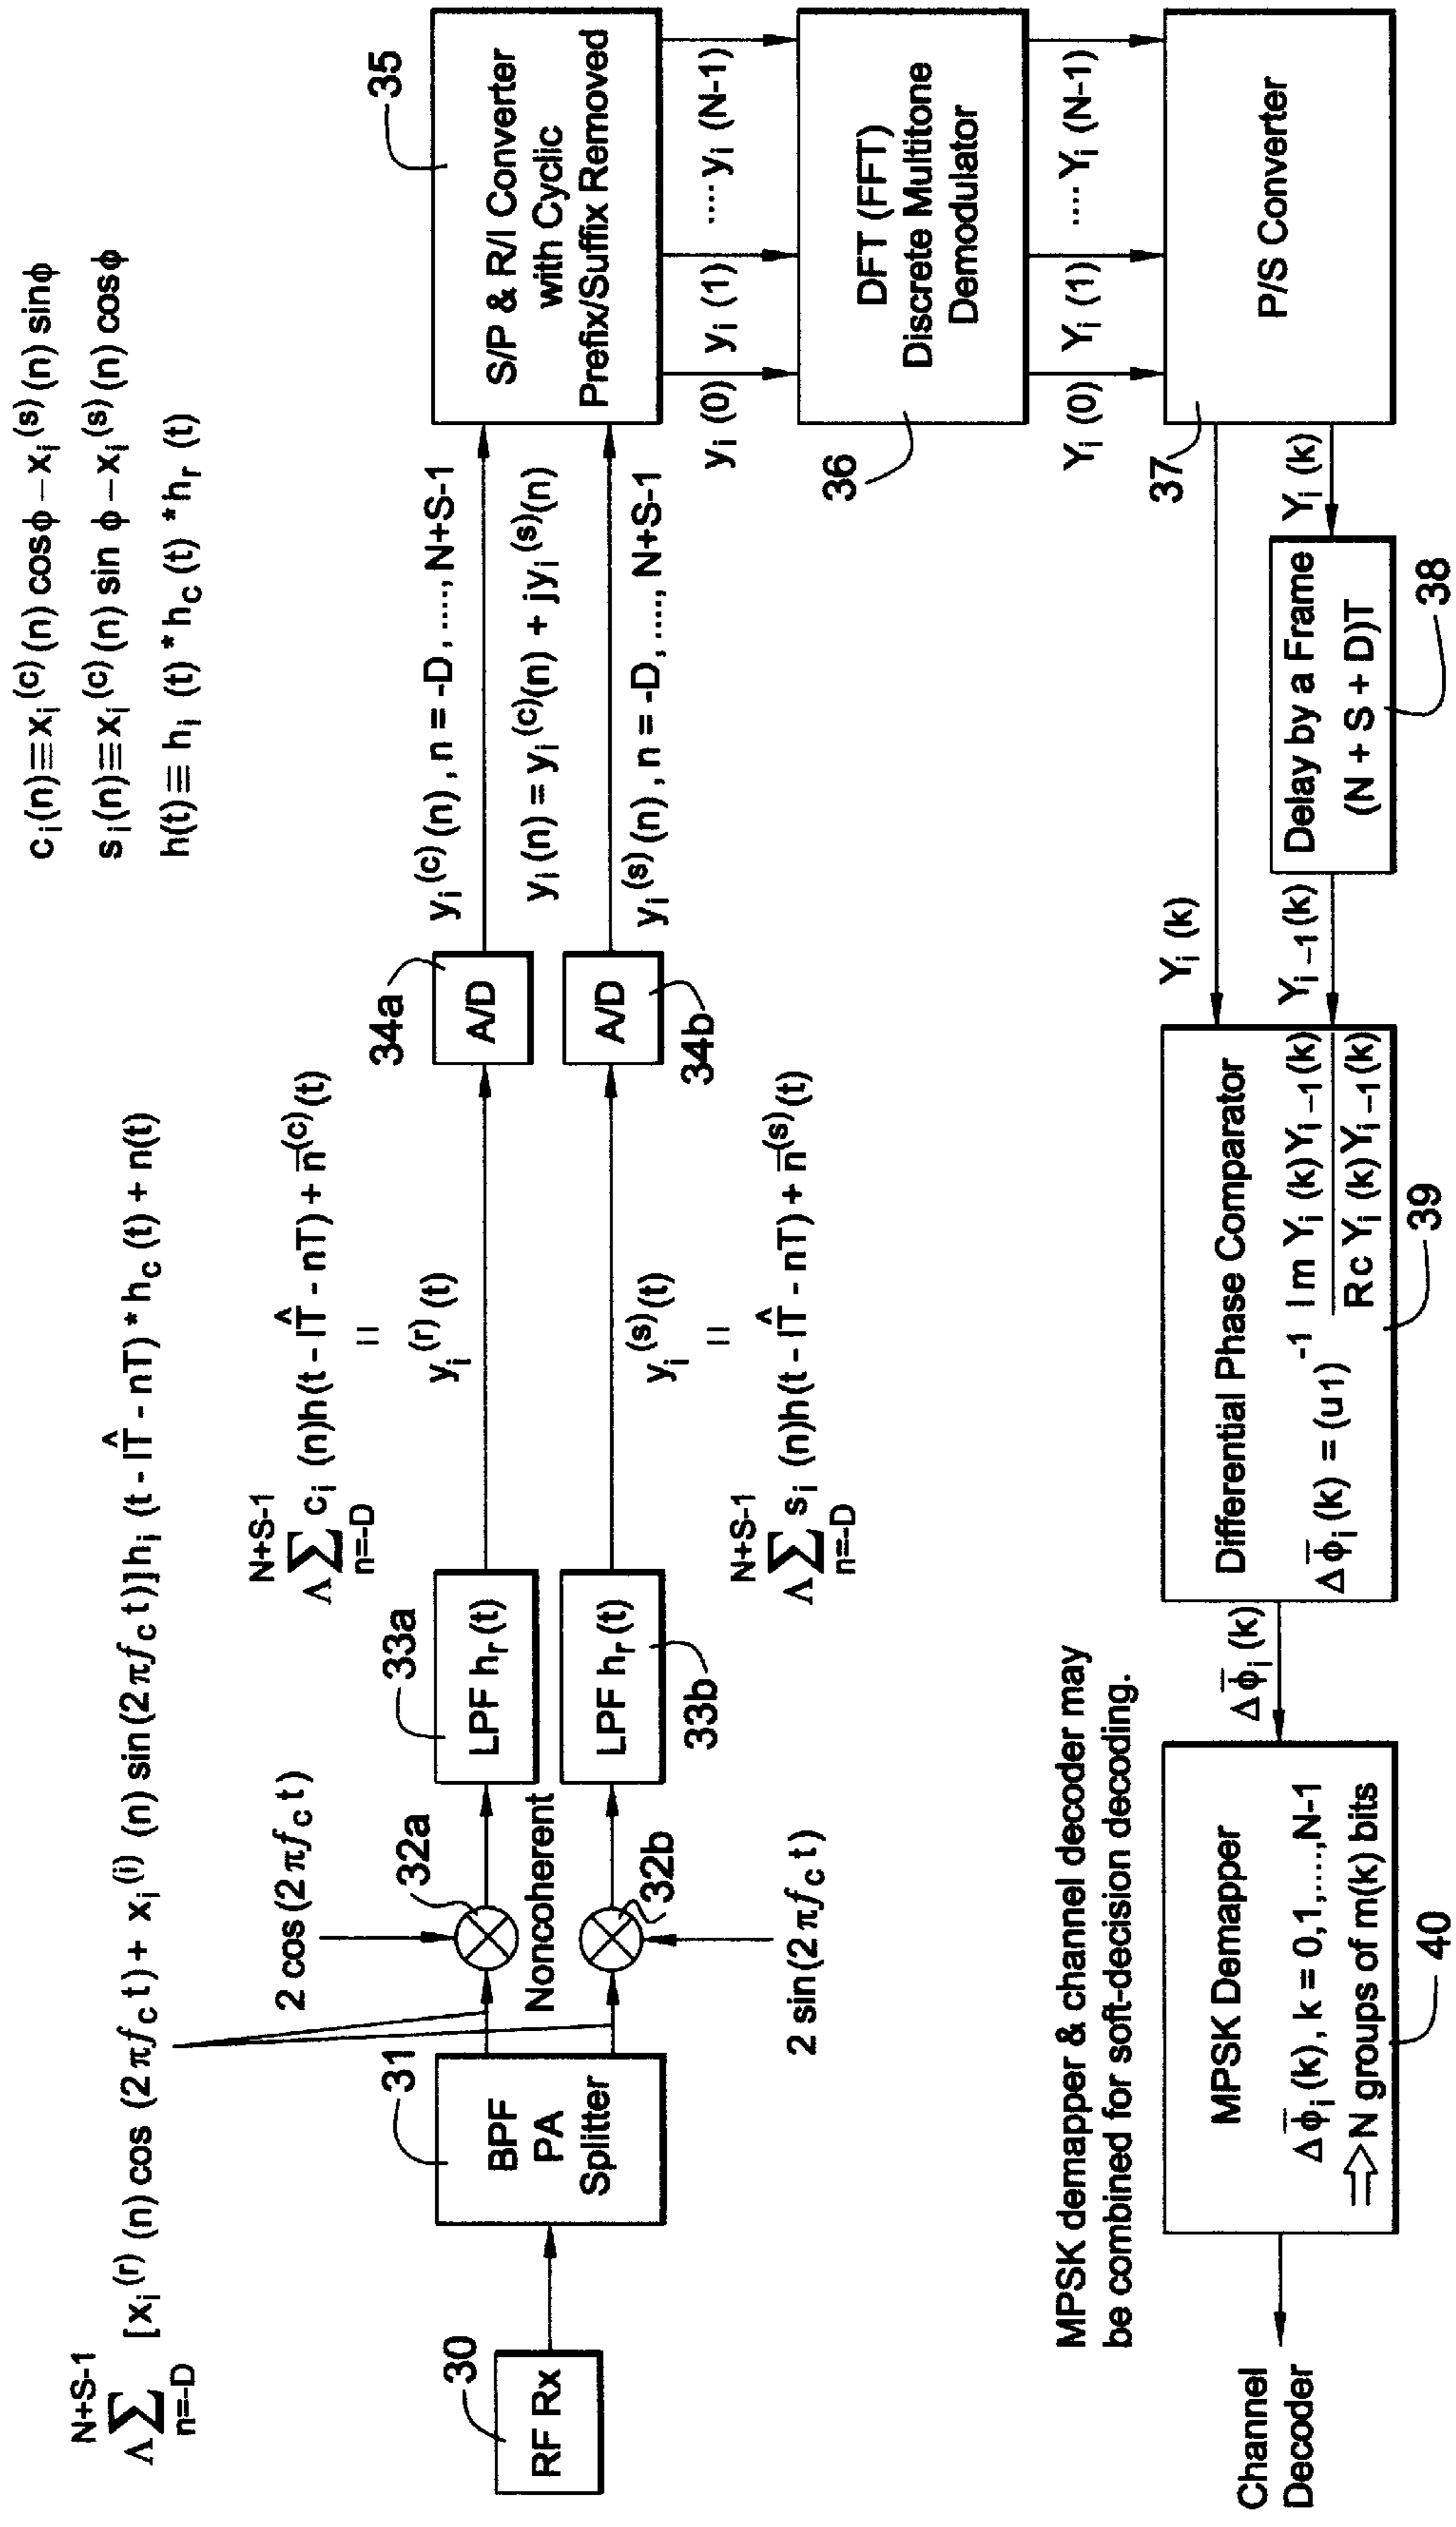 c_i(n) ≡ x_i^(c)(n) cosϕ – x_i^(s)(n) sinϕ
s_i(n) ≡ x_i^(c)(n) sin ϕ – x_i^(s)(n) cosϕ
h(t) ≡ h_i (t) * h_c (t) * h_r (t)
Λ ∑_{n=-D}^{N+S-1} [x_i^(r) (n) cos (2πf_c t) + x_i^(i) (n) sin(2πf_c t)] h_i (t - lT̂ - nT) * h_c (t) + n(t)
30
RF Rx
31
BPF
PA
Splitter
2 cos(2πf_c t)
32a
Noncoherent
32b
2 sin(2πf_c t)
33a
LPF h_r(t)
LPF h_r(t)
33b
Λ ∑_{n=-D}^{N+S-1} c_i (n)h(t - lT̂ - nT) + n̅^(c)(t)
=
y_i^(r)(t)
y_i^(s)(t)
=
Λ ∑_{n=-D}^{N+S-1} s_i (n)h(t - lT̂ - nT) + n̅^(s)(t)
34a
A/D
A/D
34b
y_i^(c)(n), n = -D, ...., N+S-1
y_i (n) = y_i^(c)(n) + jy_i^(s)(n)
y_i^(s)(n), n = -D, ...., N+S-1
35
S/P & R/I Converter
with Cyclic
Prefix/Suffix Removed
y_i (0) y_i (1) .... y_i (N-1)
36
DFT (FFT)
Discrete Multitone
Demodulator
Y_i (0) Y_i (1) .... Y_i (N-1)
37
P/S Converter
Y_i (k)
Y_i (k)
Delay by a Frame
(N + S + D)T
38
Y_i-1 (k)
Differential Phase Comparator
Δϕ̅_i (k) = (u1)^-1 Im Y_i (k) Y_i-1 (k) / Rc Y_i (k) Y_i-1 (k)
39
Δϕ̅_i (k)
MPSK demapper & channel decoder may
be combined for soft-decision decoding.
MPSK Demapper
Δϕ̅_i (k), k = 0,1,....,N-1
⇒ N groups of m(k) bits
40
Channel
Decoder